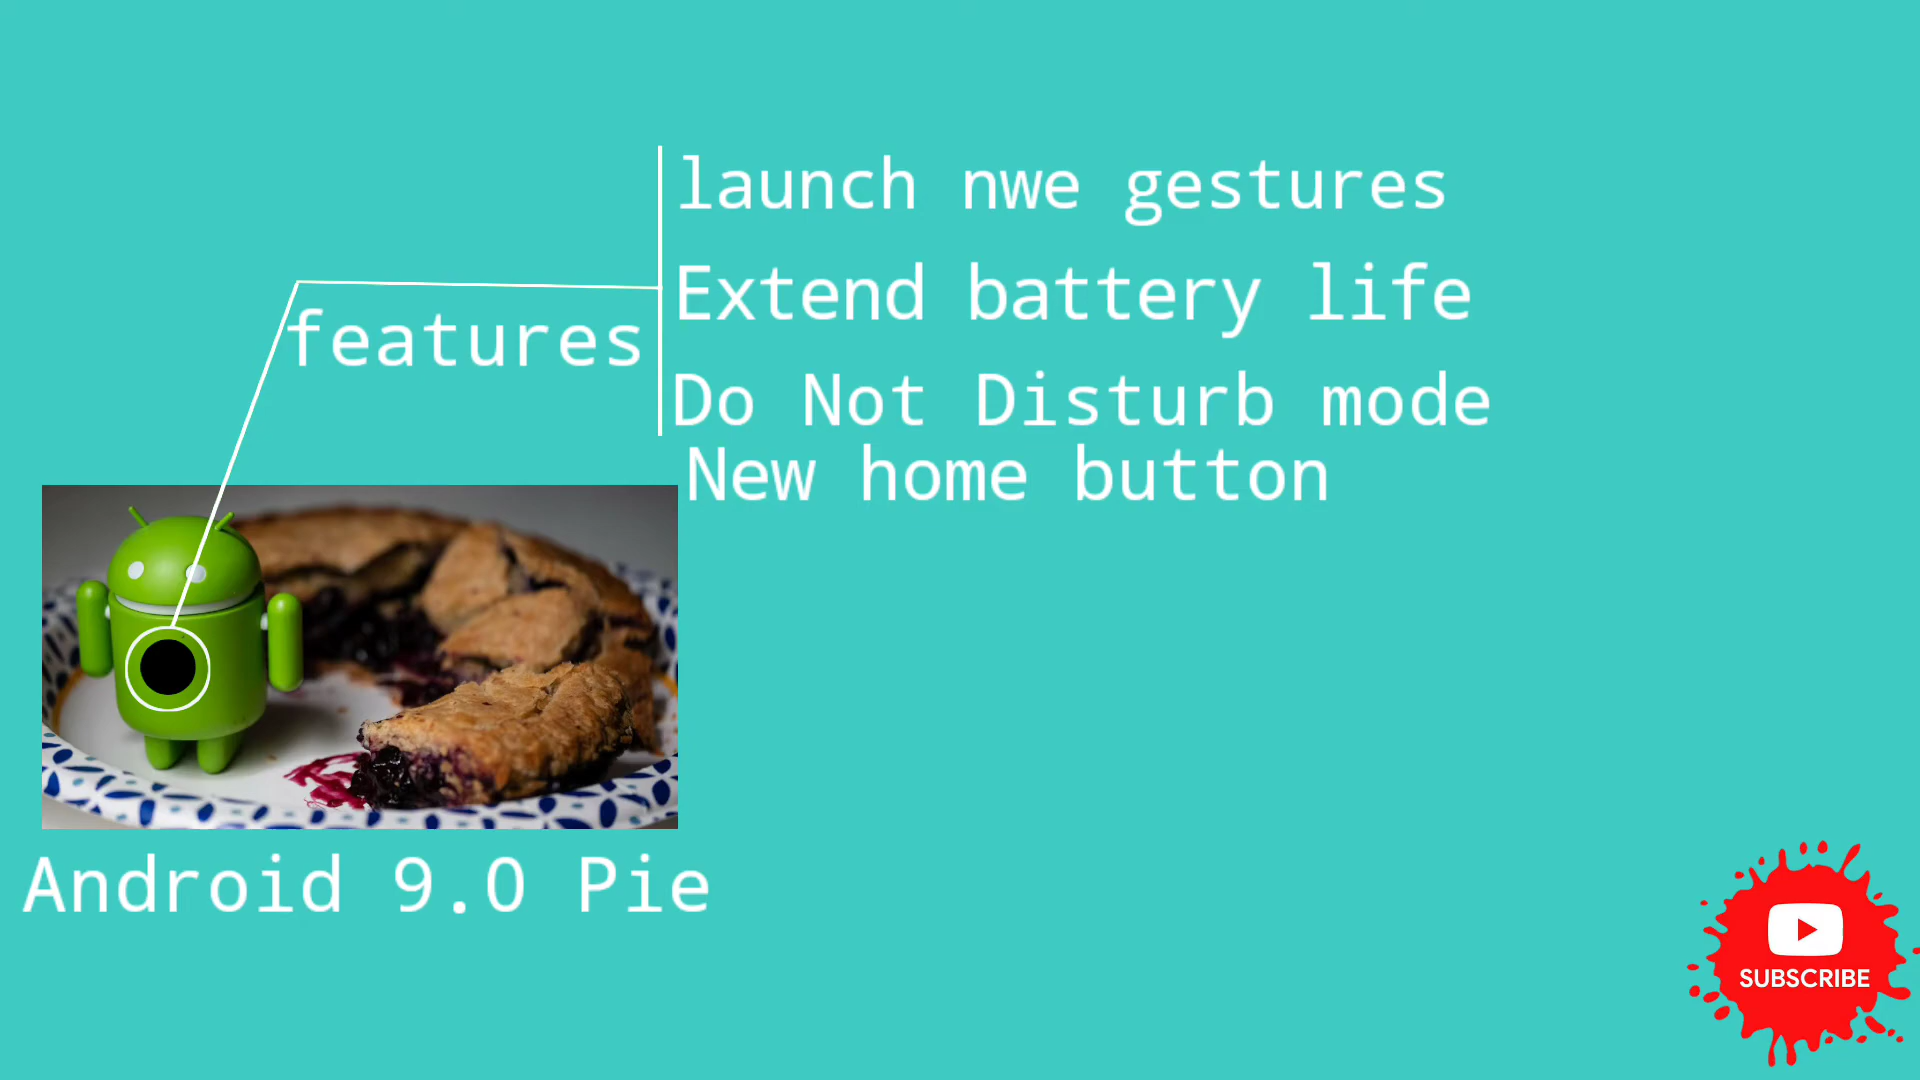 launch nwe gestures
Extend battery life
features
Do Not Disturb mode
New home button
Android 9.0 Pie
SUBSCRIBE